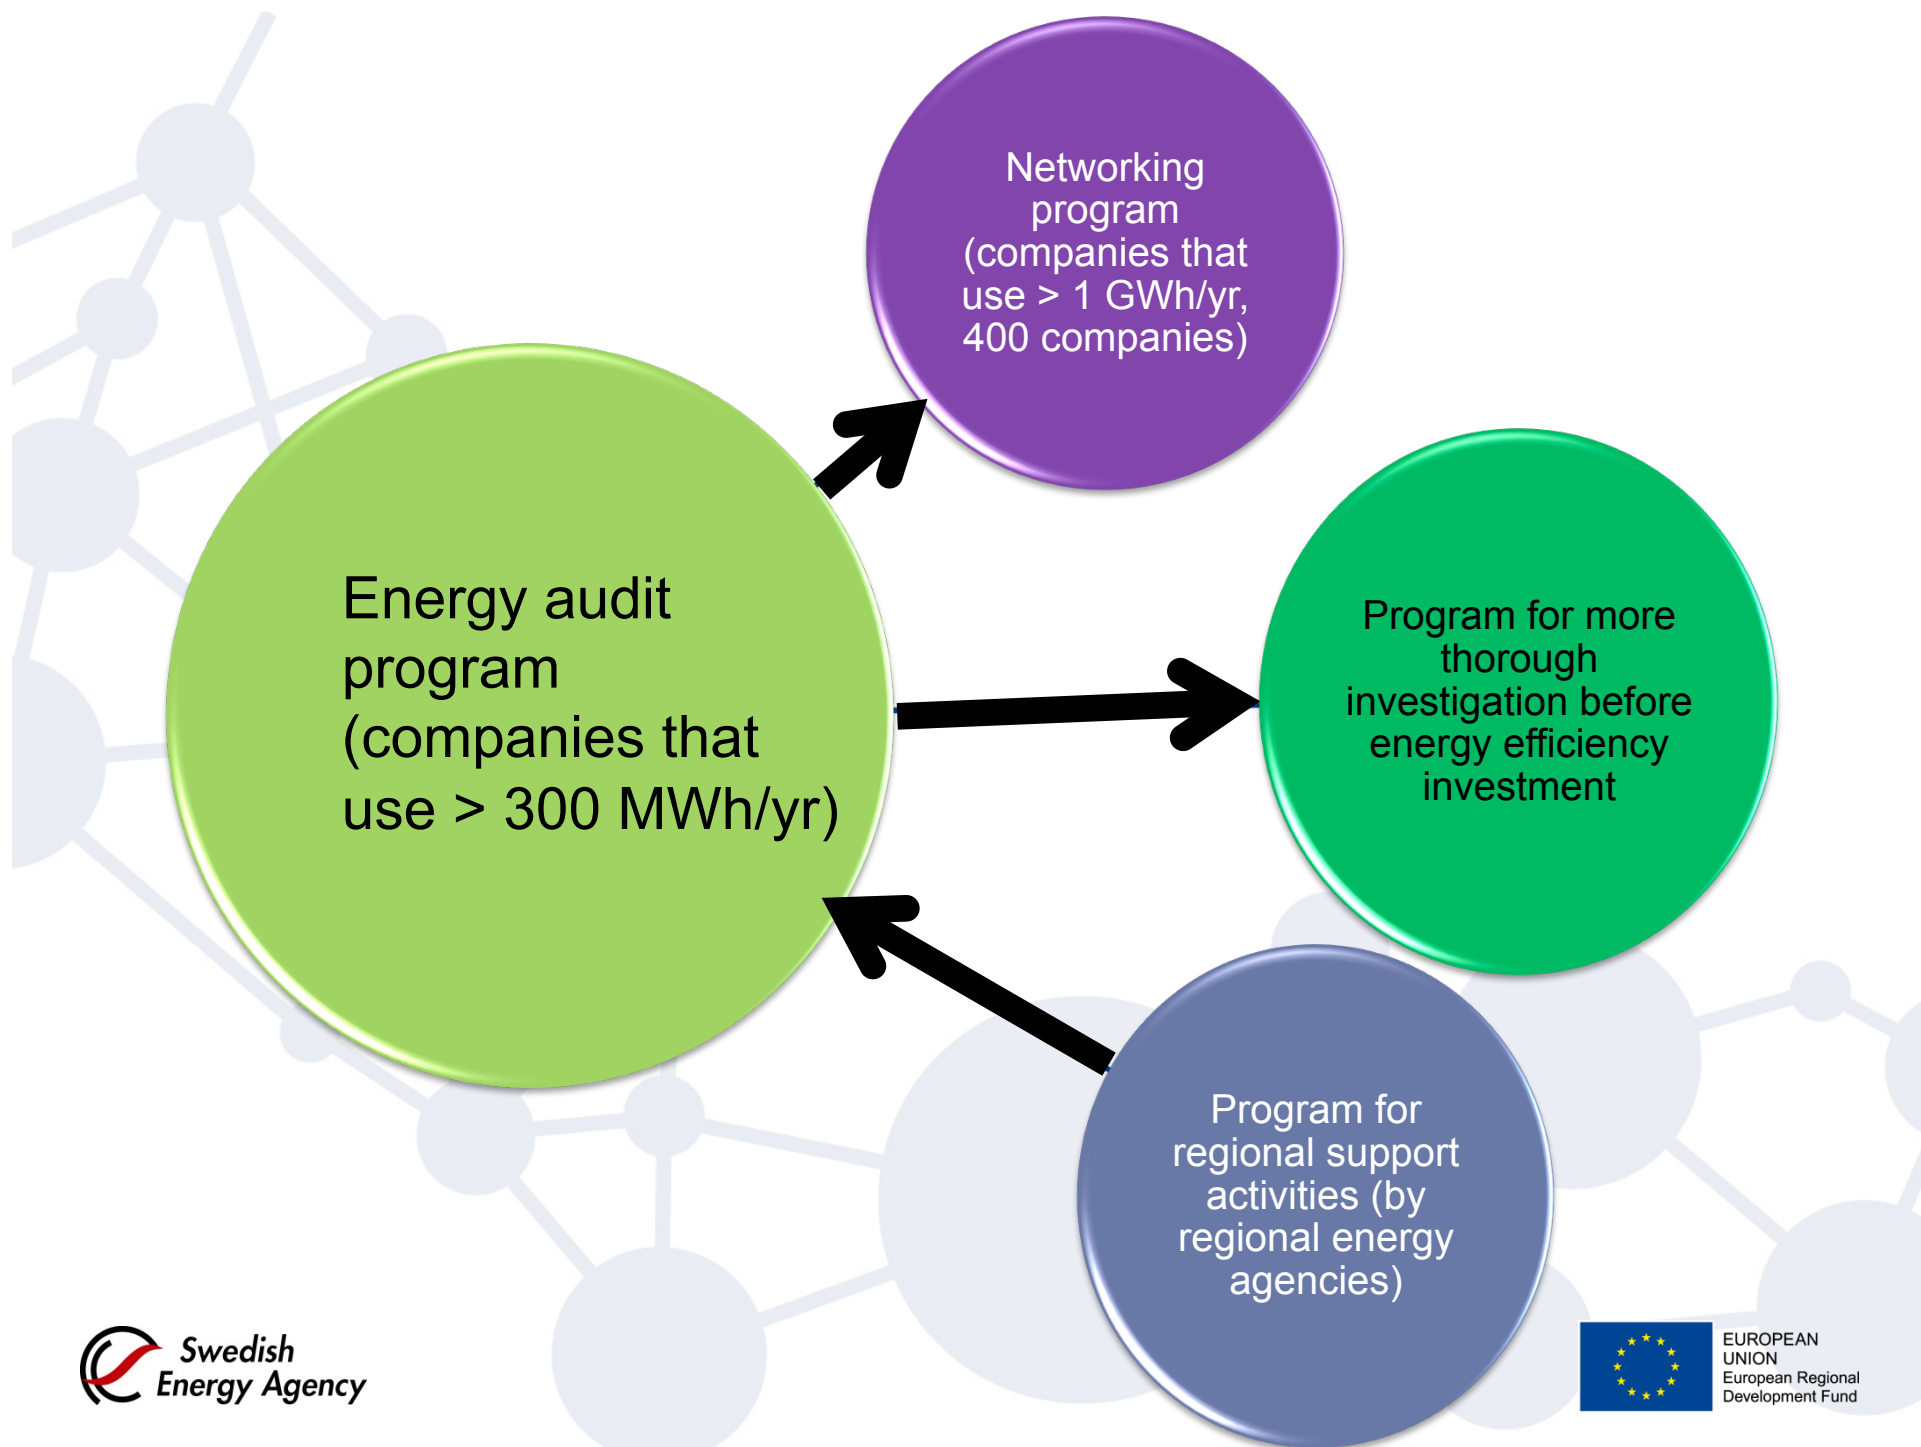 Networking
program
(companies that
use > 1 GWh/yr,
400 companies)
Energy audit
program
(companies that
use > 300 MWh/yr)
Program for more
thorough
investigation before
energy efficiency
investment
Program for
regional support
activities (by
regional energy
agencies)
Swedish
Energy Agency
EUROPEAN
UNION
European Regional
Development Fund